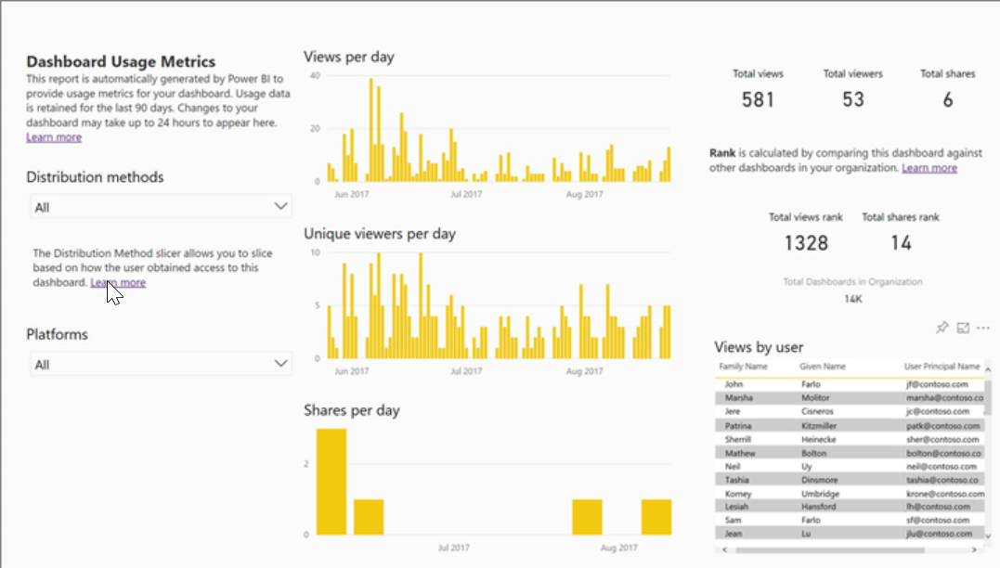 Dashboard Usage Metrics
This report is automatically generated by Power BI to
provide usage metrics for your dashboard. Usage data
is retained for the last 90 days. Changes to your
dashboard may take up to 24 hours to appear here.
Learn more
Distribution methods
All
The Distribution Method slicer allows you to slice
based on how the user obtained access to this
dashboard. Learn more
Platforms
All
Views per day
40
20
0
Jun 2017 Jul 2017 Aug 2017
Unique viewers per day
10
5
0
Jun 2017 Jul 2017 Aug 2017
Shares per day
2
0
Jul 2017 Aug 2017
Total views Total viewers Total shares
581 53 6
Rank is calculated by comparing this dashboard against
other dashboards in your organization. Learn more
Total views rank Total shares rank
1328 14
Total Dashboards in Organization
14K
Views by user
Family Name Given Name User Principal Name
John Farlo jf@contoso.com
Marsha Molitor marsha@contoso.co
Jere Cisneros jc@contoso.com
Patrina Kitzmiller patk@contoso.com
Sherrill Heinecke sher@contoso.com
Mathew Bolton bolton@contoso.co
Neil Uy neil@contoso.com
Tashia Dinsmore tashia@contoso.co
Korney Umbridge krone@contoso.com
Lesiah Hansford lh@contoso.com
Sam Farlo sf@contoso.com
Jean Lu jlu@contoso.com